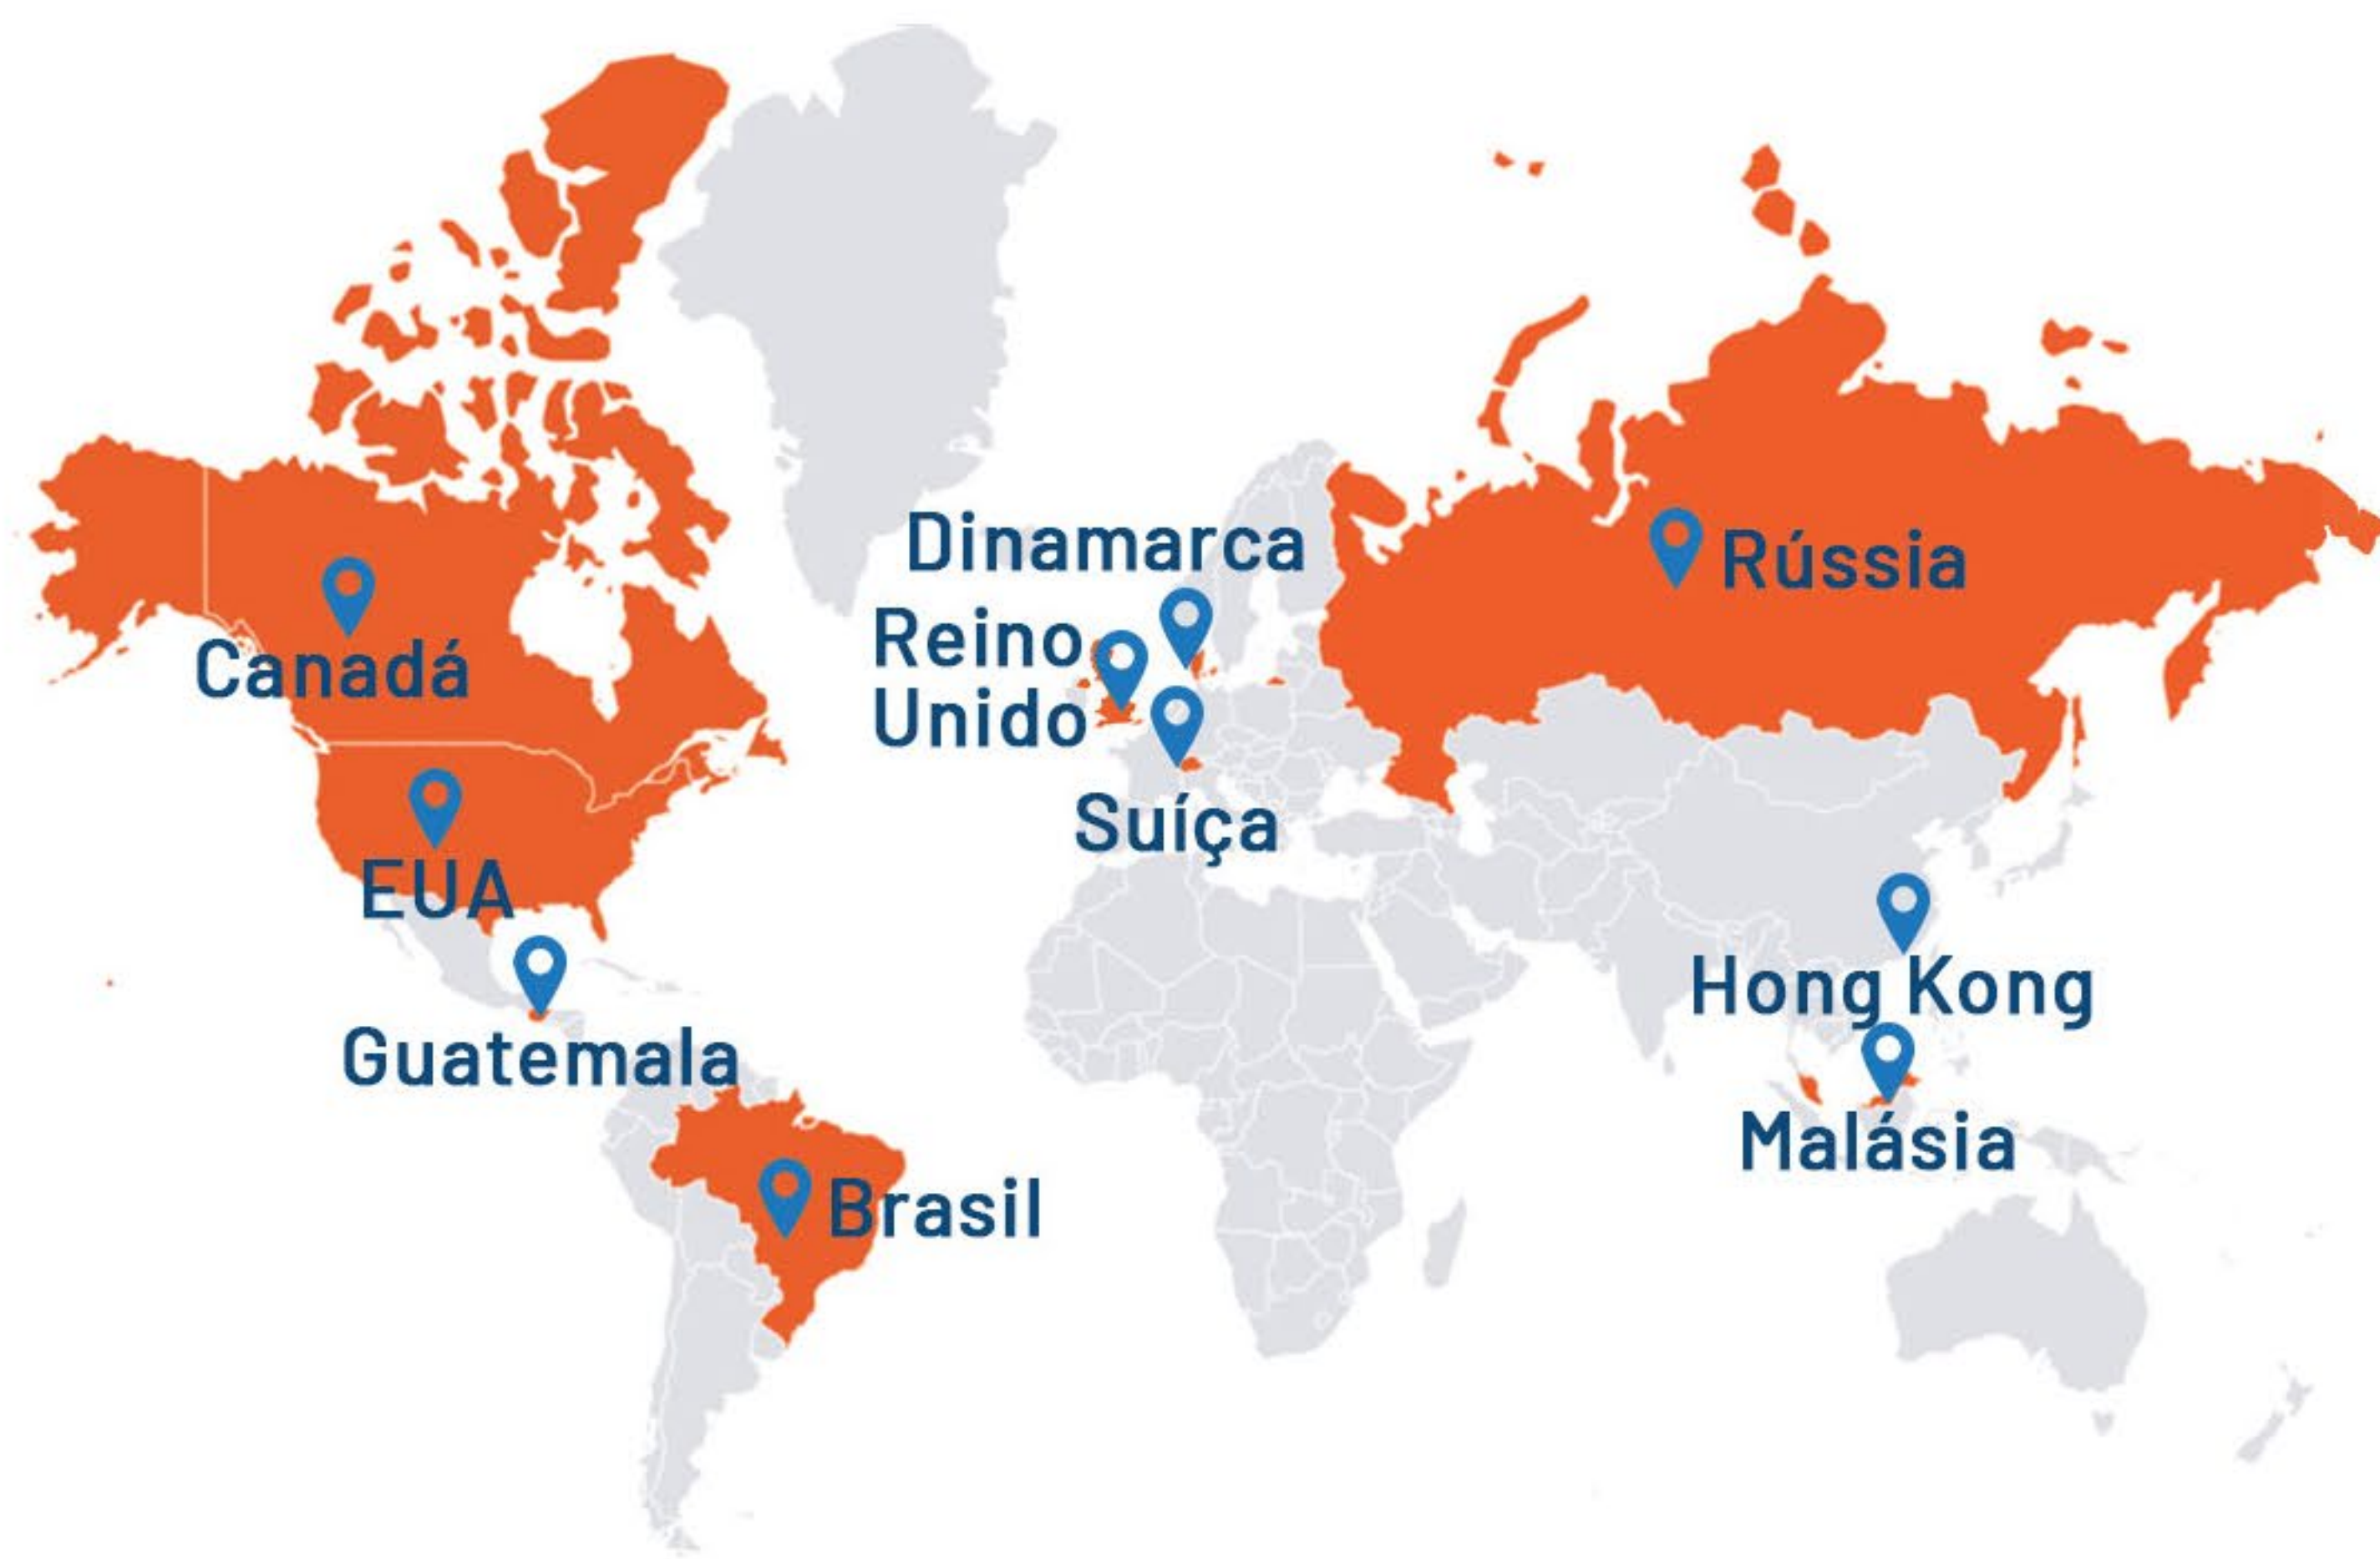 Dinamarca
Rússia
Reino
Unido
Canadá
Suíça
EUA
Hong Kong
Guatemala
Malásia
Brasil